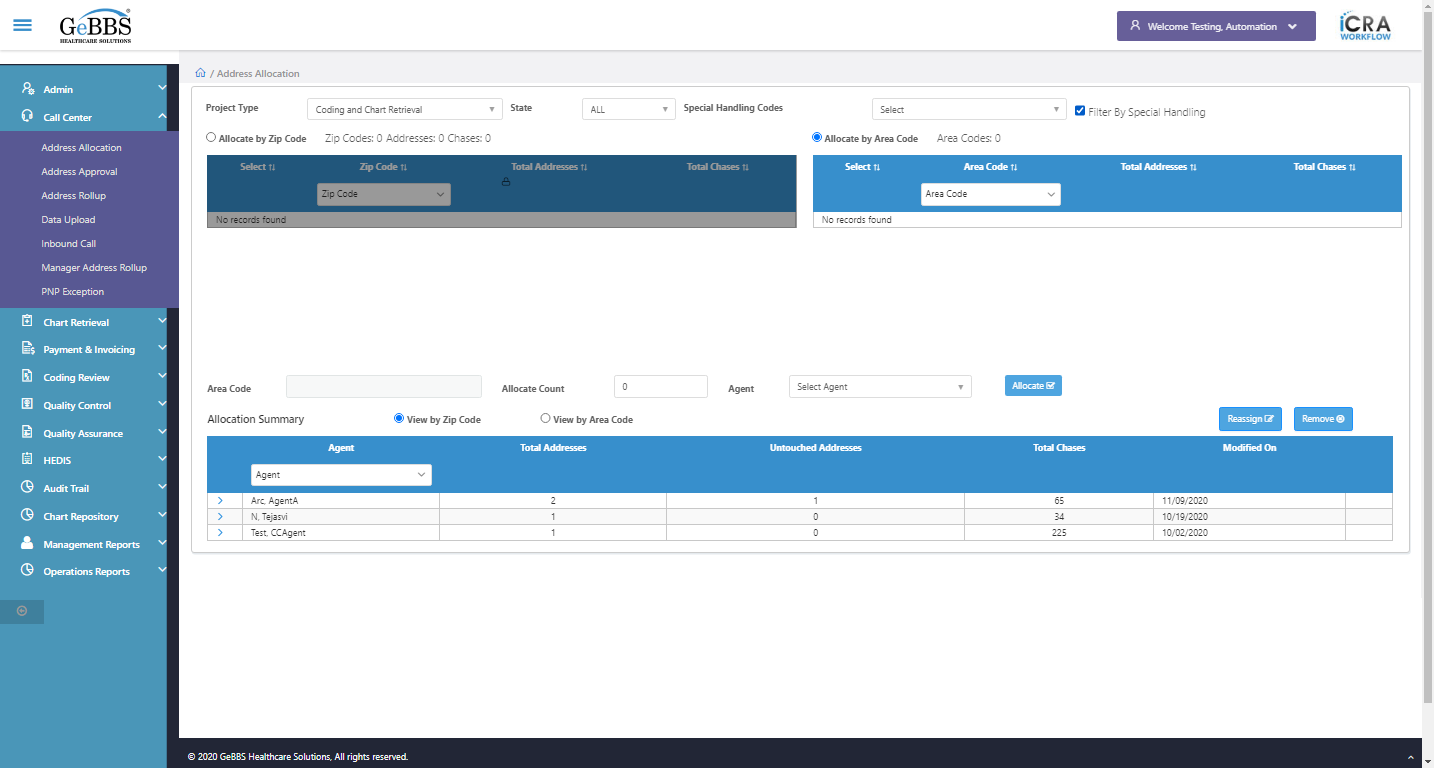 GeBBS®
HEALTHCARE SOLUTIONS
Welcome Testing, Automation
iCRA
WORKFLOW
/ Address Allocation
Admin
Call Center
Address Allocation
Address Approval
Address Rollup
Data Upload
Inbound Call
Manager Address Rollup
PNP Exception
Chart Retrieval
Payment & Invoicing
Coding Review
Quality Control
Quality Assurance
HEDIS
Audit Trail
Chart Repository
Management Reports
Operations Reports
Project Type Coding and Chart Retrieval State ALL Special Handling Codes Select Filter By Special Handling
Allocate by Zip Code Zip Codes: 0 Addresses: 0 Chases: 0
Select Zip Code Total Addresses Total Chases
Zip Code
No records found
Allocate by Area Code Area Codes: 0
Select Area Code Total Addresses Total Chases
Area Code
No records found
Area Code Allocate Count 0 Agent Select Agent Allocate
Allocation Summary View by Zip Code View by Area Code Reassign Remove
Agent Total Addresses Untouched Addresses Total Chases Modified On
Agent
Arc, AgentA 2 1 65 11/09/2020
N, Tejasvi 1 0 34 10/19/2020
Test, CCAgent 1 0 225 10/02/2020
© 2020 GeBBS Healthcare Solutions, All rights reserved.